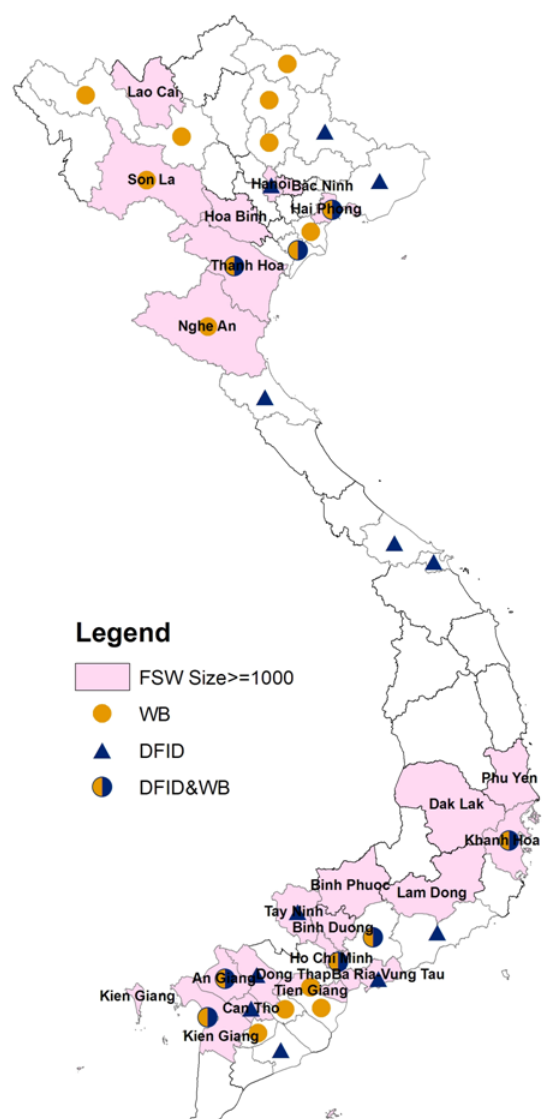 Lao Cai
Son La
Hanoi
Bac Ninh
Hoa Binh
Hai Phong
Thanh Hoa
Nghe An
Legend
FSW Size>=1000
WB
DFID
DFID&WB
Phu Yen
Dak Lak
Khanh Hoa
Binh Phuoc
Lam Dong
Tay Ninh
Binh Duong
Ho Chi Minh
An Giang
Dong Thap
Ba Ria Vung Tau
Kien Giang
Tien Giang
Can Tho
Kien Giang